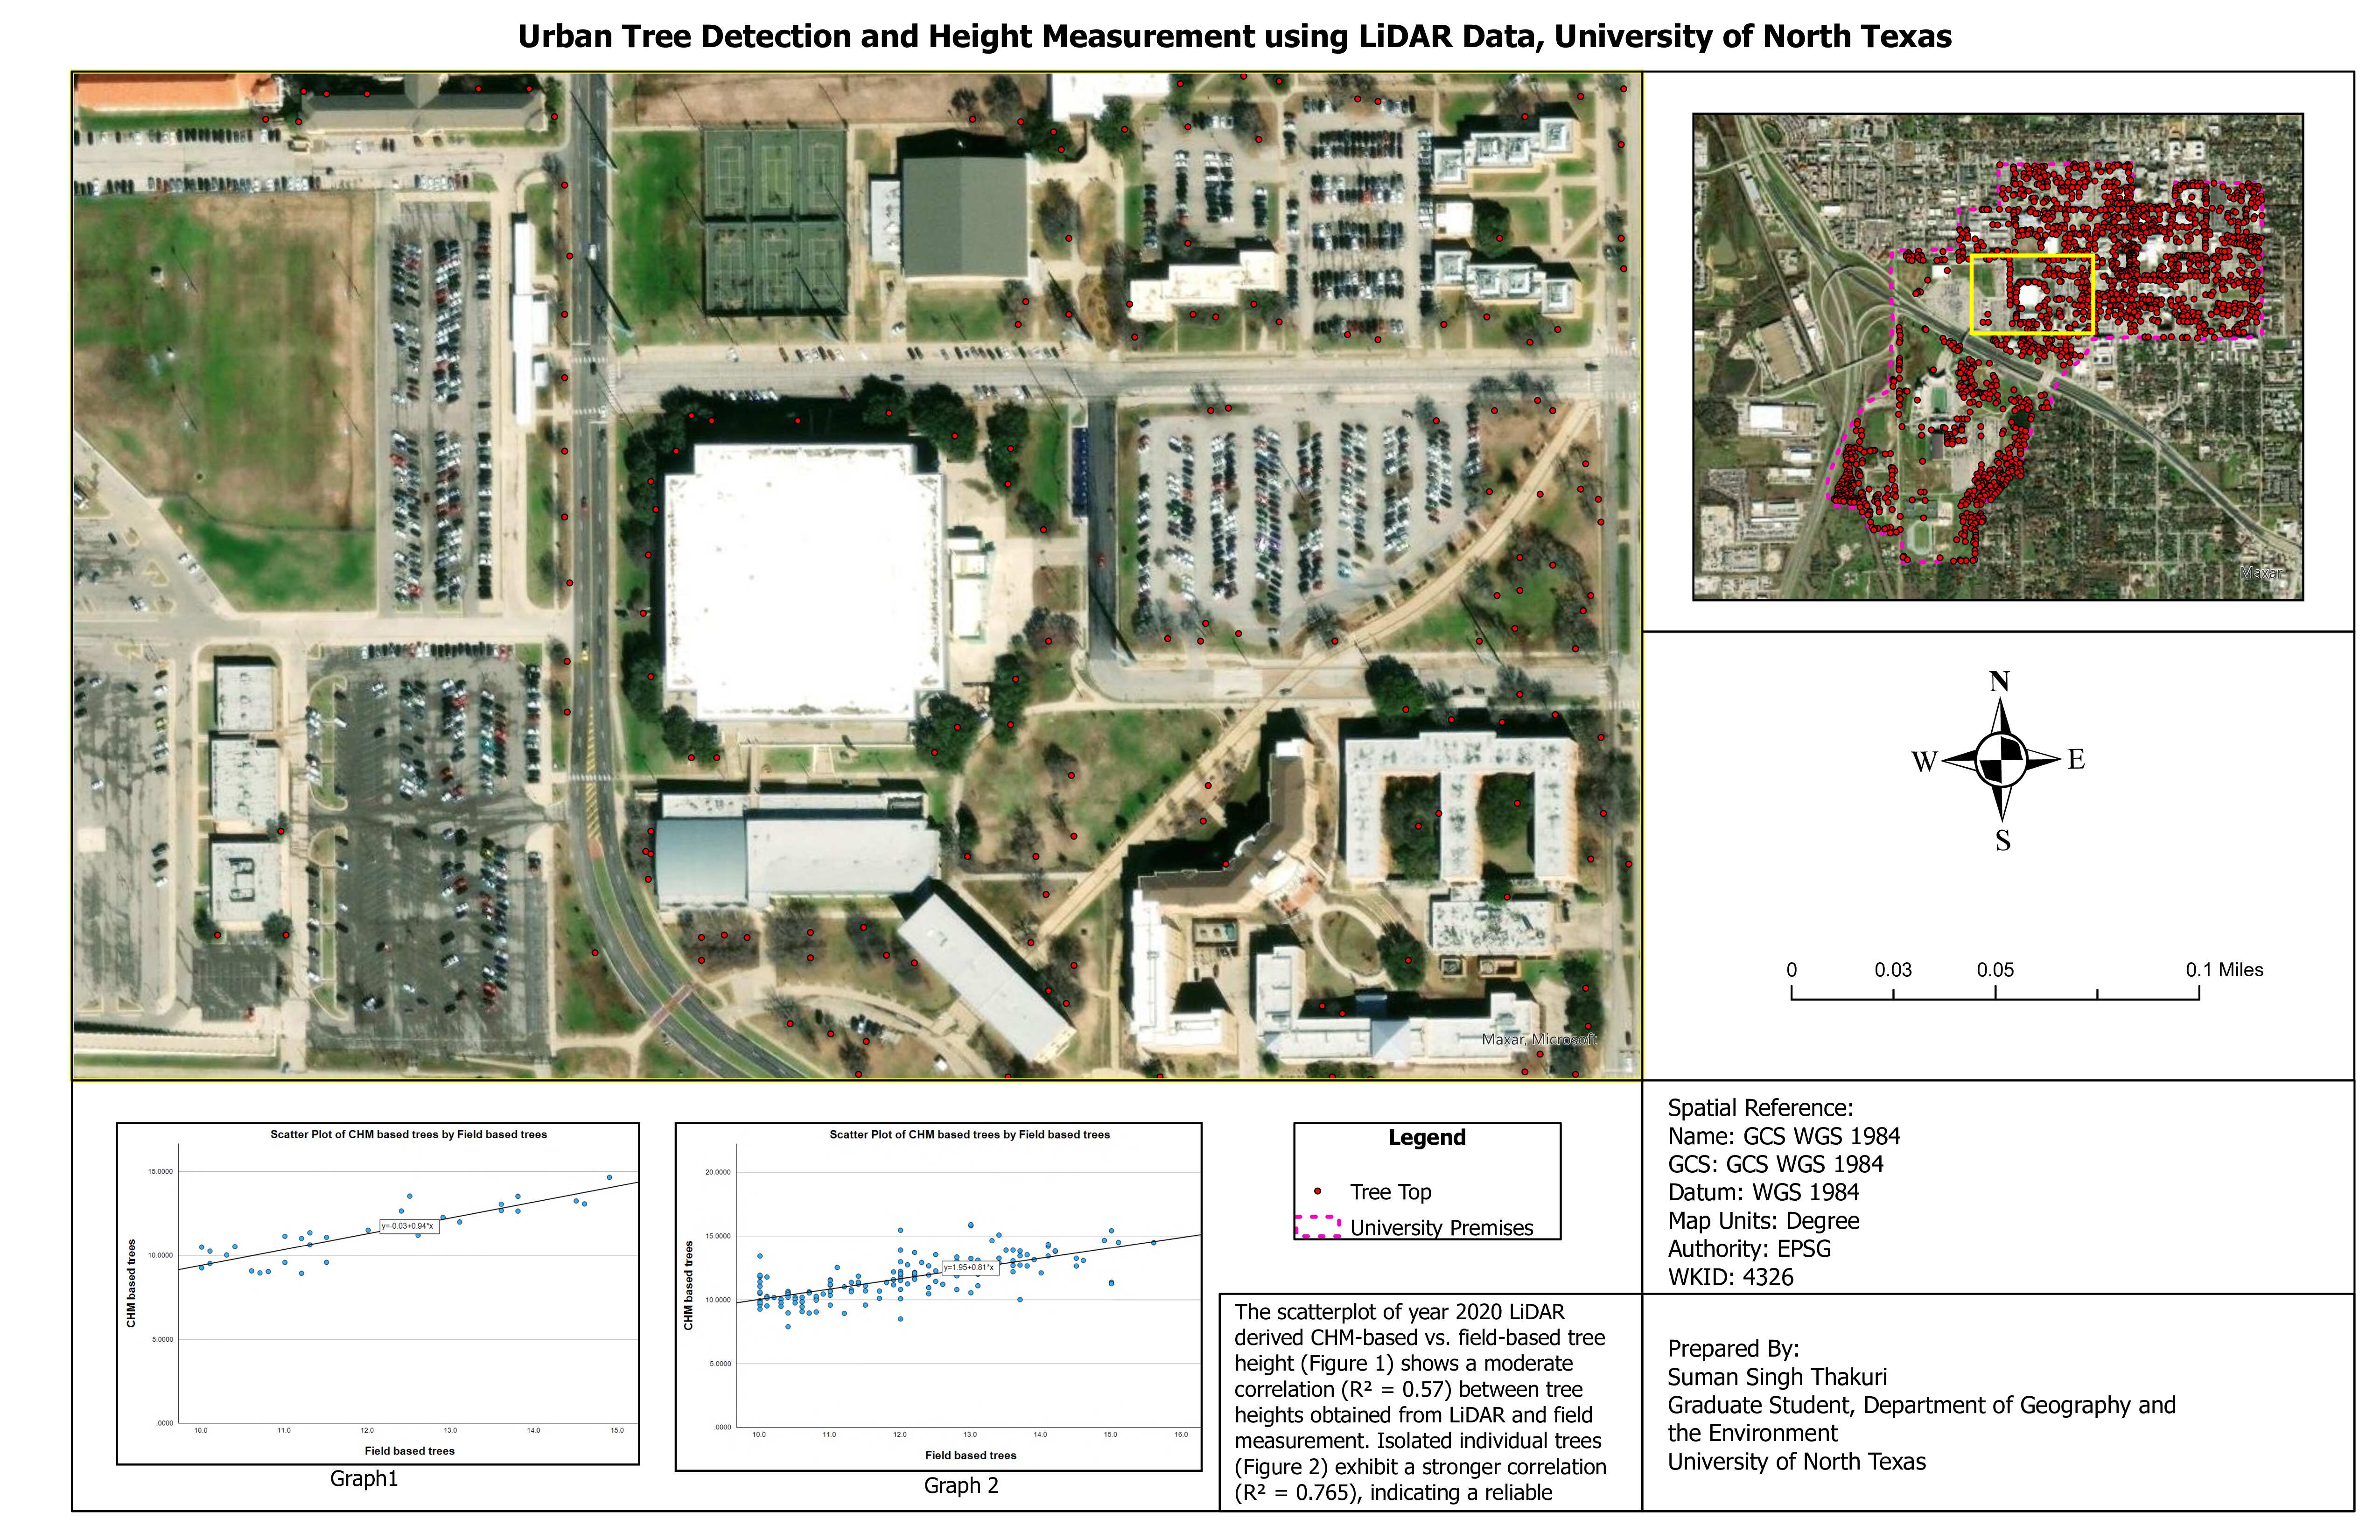 Urban Tree Detection and Height Measurement using LiDAR Data, University of North Texas
Maxar, Microsoft
Maxar
N
W
E
S
0 0.03 0.05 0.1 Miles
Scatter Plot of CHM based trees by Field based trees
15.0000
10.0000
5.0000
.0000
CHM based trees
y=-0.03+0.94*x
10.0 11.0 12.0 13.0 14.0 15.0
Field based trees
Graph1
Scatter Plot of CHM based trees by Field based trees
20.0000
15.0000
10.0000
5.0000
.0000
CHM based trees
y=1.95+0.81*x
10.0 11.0 12.0 13.0 14.0 15.0 16.0
Field based trees
Graph 2
Legend
Tree Top
University Premises
The scatterplot of year 2020 LiDAR
derived CHM-based vs. field-based tree
height (Figure 1) shows a moderate
correlation (R² = 0.57) between tree
heights obtained from LiDAR and field
measurement. Isolated individual trees
(Figure 2) exhibit a stronger correlation
(R² = 0.765), indicating a reliable
Spatial Reference:
Name: GCS WGS 1984
GCS: GCS WGS 1984
Datum: WGS 1984
Map Units: Degree
Authority: EPSG
WKID: 4326
Prepared By:
Suman Singh Thakuri
Graduate Student, Department of Geography and
the Environment
University of North Texas